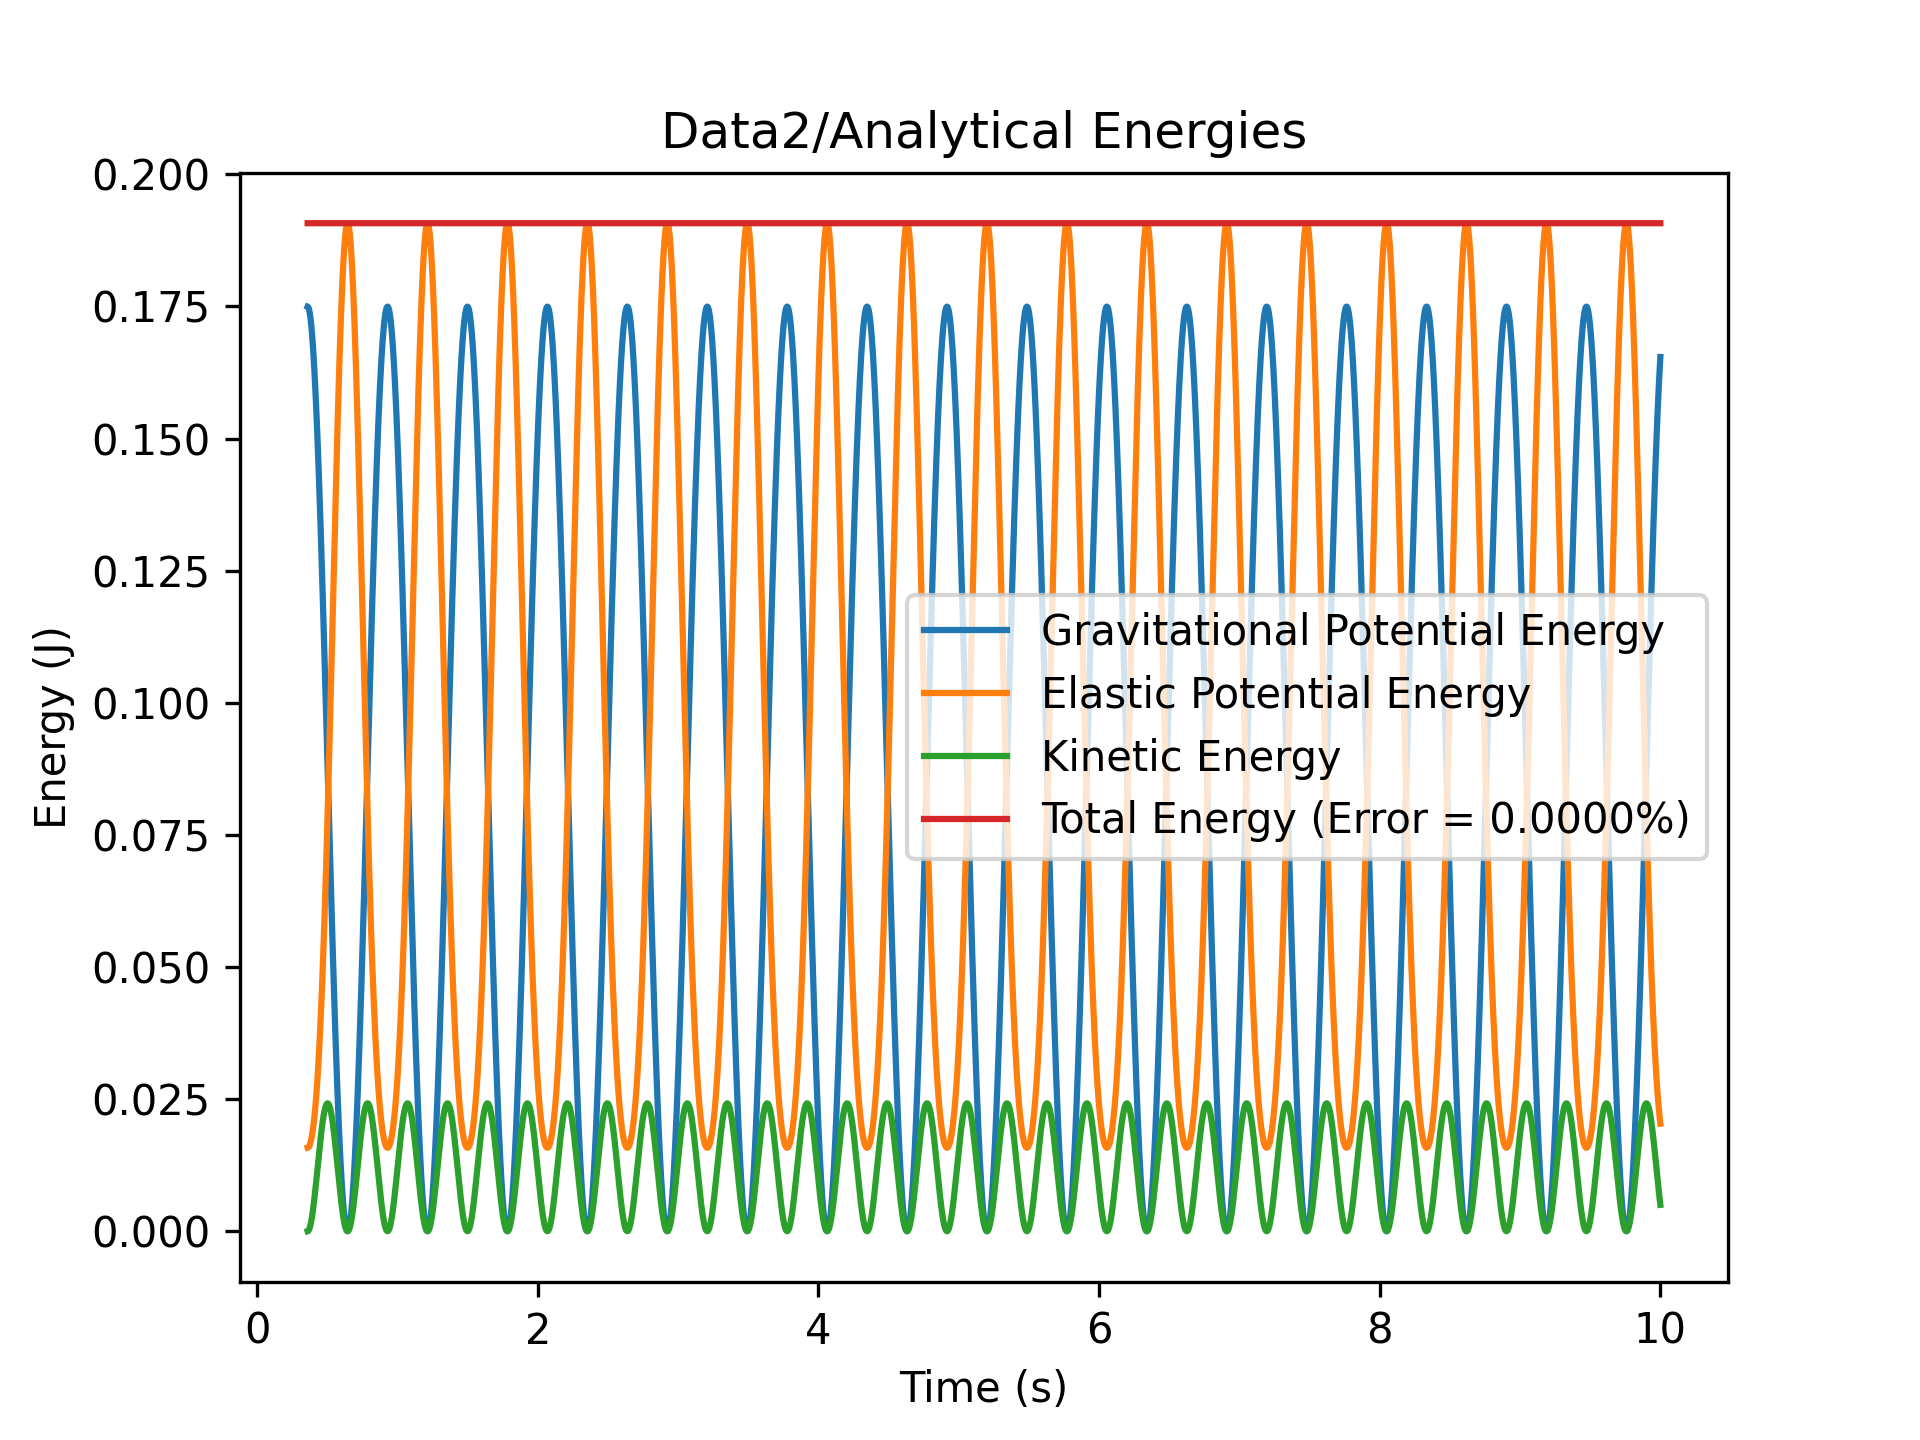 Data2/Analytical Energies
0.200
0.175
0.150
0.125
0.100
0.075
0.050
0.025
0.000
Energy (J)
Gravitational Potential Energy
Elastic Potential Energy
Kinetic Energy
Total Energy (Error = 0.0000%)
0 2 4 6 8 10
Time (s)